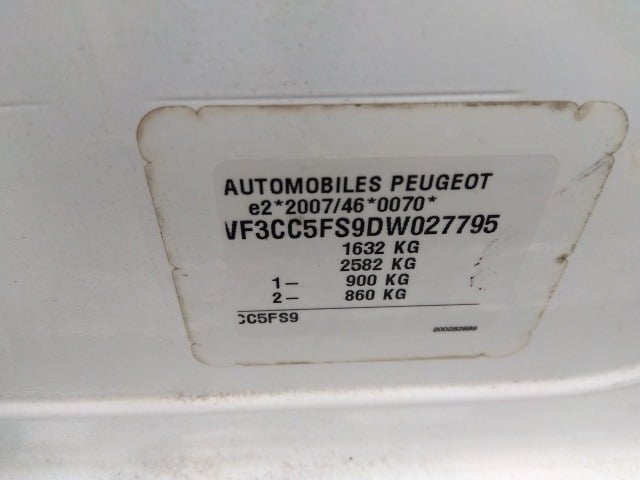 AUTOMOBILES PEUGEOT
e2*2007/46*0070*
VF3CC5FS9DW027795
1632 KG
2582 KG
1- 900 KG
2- 860 KG
CC5FS9